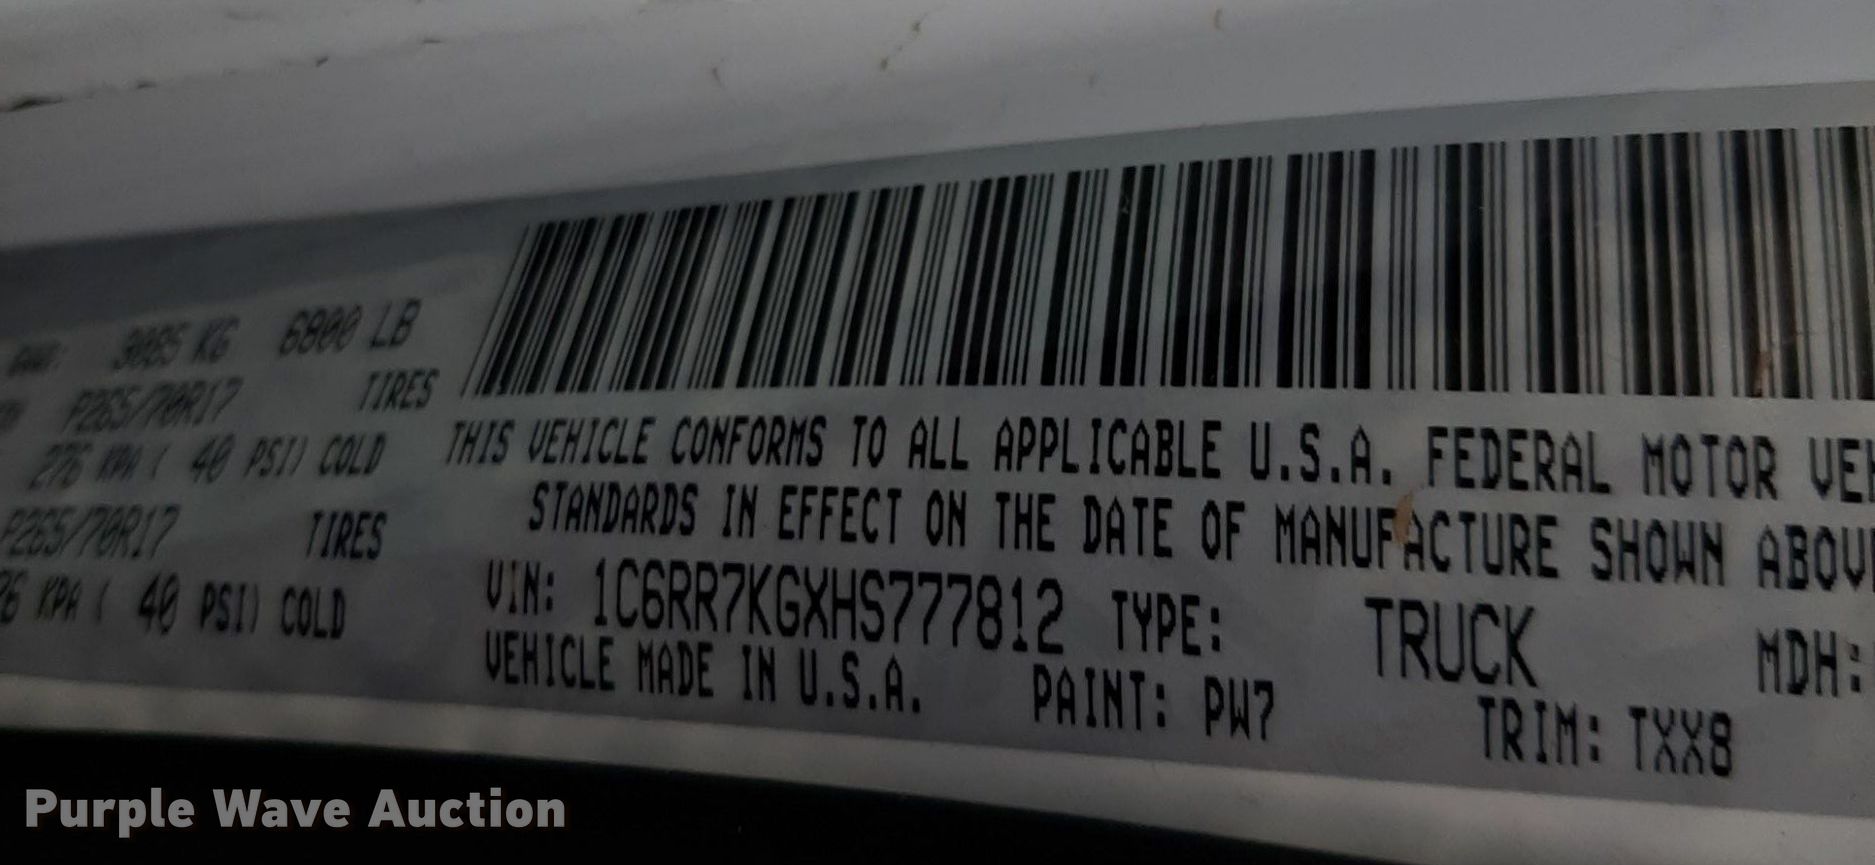 3085 KG 6800 LB
P265/70R17 TIRES
276 KPA ( 40 PSI) COLD
P265/70R17 TIRES
KPA ( 40 PSI) COLD
THIS VEHICLE CONFORMS TO ALL APPLICABLE U.S.A. FEDERAL MOTOR
STANDARDS IN EFFECT ON THE DATE OF MANUFACTURE SHOWN
VIN: 1C6RR7KGXHS777812 TYPE: TRUCK MDH:
VEHICLE MADE IN U.S.A. PAINT: PW7 TRIM: TXX8
Purple Wave Auction